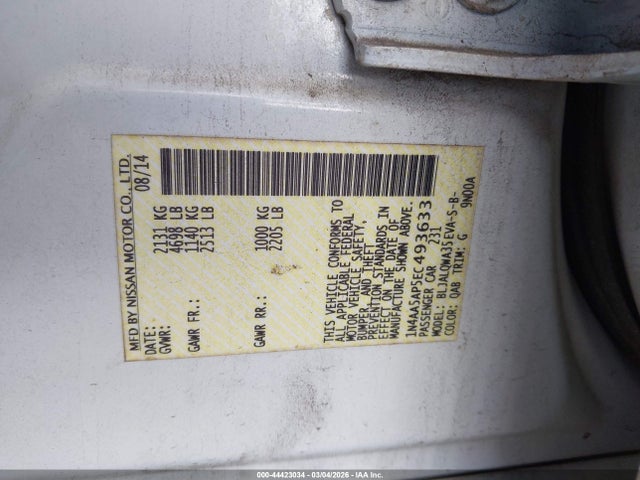 MFD BY NISSAN MOTOR CO., LTD.
DATE: 08/14
GVWR: 2131 KG
4698 LB
GAWR FR: 1140 KG
2513 LB
GAWR RR: 1000 KG
2205 LB
THIS VEHICLE CONFORMS TO
ALL APPLICABLE FEDERAL
MOTOR VEHICLE SAFETY,
BUMPER AND THEFT
PREVENTION STANDARDS IN
EFFECT ON THE DATE OF
MANUFACTURE SHOWN ABOVE.
1N4AA5AP5EC493633
PASSENGER CAR 231
MODEL: BLJALQWA35EVA-S-B-
COLOR: QAB TRIM: G 9N00A
000-44423034 | 03/04/2026 | IAA Inc.